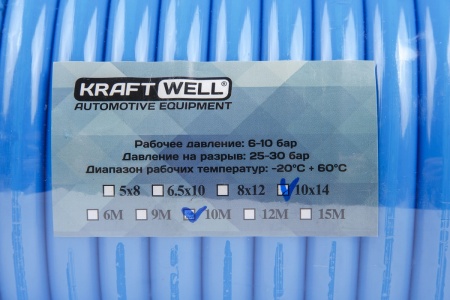 KRAFTWELL®
AUTOMOTIVE EQUIPMENT
Рабочее давление: 6-10 бар
Давление на разрыв: 25-30 бар
Диапазон рабочих температур: -20°C + 60°C
5x8 6.5x10 8x12 10x14
6M 9M 10M 12M 15M